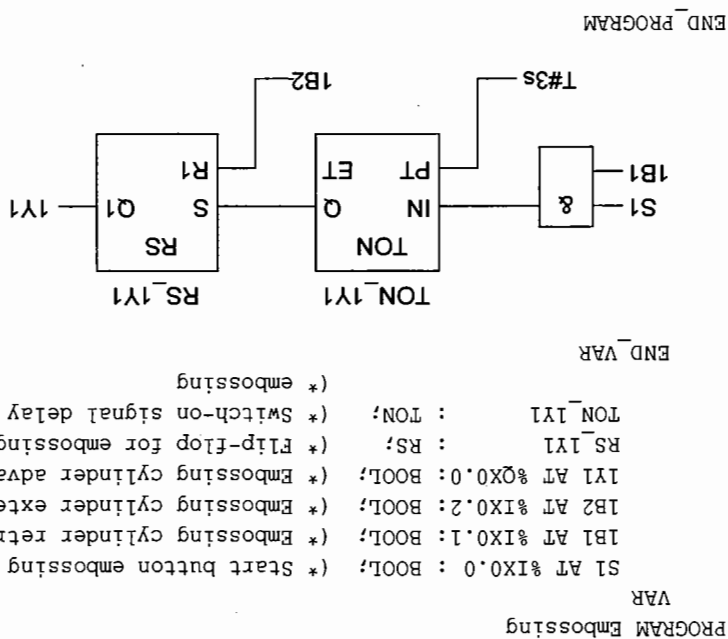 PROGRAM Embossing
VAR
S1 AT %IX0.0 : BOOL; (* Start button embossing
1B1 AT %IX0.1: BOOL; (* Embossing cylinder retr
1B2 AT %IX0.2: BOOL; (* Embossing cylinder exte
1Y1 AT %QX0.0: BOOL; (* Embossing cylinder adva
RS_1Y1 : RS; (* Flip-flop for embossing
TON_1Y1 : TON; (* Switch-on signal delay
(* embossing
END_VAR
TON_1Y1 RS_1Y1
TON RS
S1 & IN Q S Q1 1Y1
1B1 PT ET R1
T#3s 1B2
END_PROGRAM